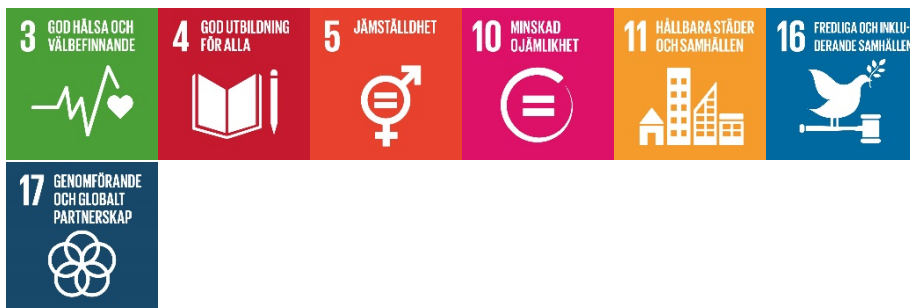 3 GOD HÄLSA OCH
VÄLBEFINNANDE
4 GOD UTBILDNING
FÖR ALLA
5 JÄMSTÄLLDHET
10 MINSKAD
OJÄMLIKHET
11 HÅLLBARA STÄDER
OCH SAMHÄLLEN
16 FREDLIGA OCH INKLU-
DERANDE SAMHÄLLEN
17 GENOMFÖRANDE
OCH GLOBALT
PARTNERSKAP